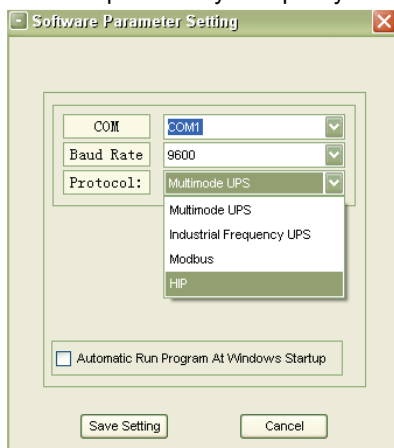 Software Parameter Setting
COM COM1
Baud Rate 9600
Protocol: Multimode UPS
Multimode UPS
Industrial Frequency UPS
Modbus
HIP
Automatic Run Program At Windows Startup
Save Setting Cancel